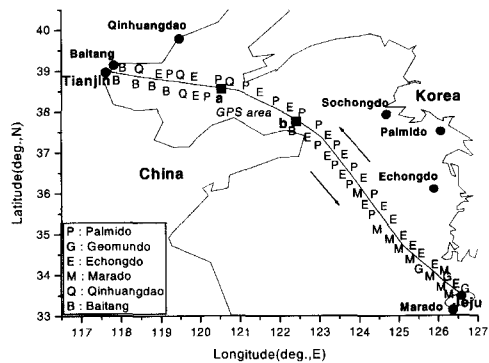 40
39
38
37
36
35
34
33
Latitude(deg.,N)
Qinhuangdao
Baitang
Tianjin
B Q E P Q E P Q P E
B B B B Q E P
a
GPS area
b
Sochongdo
Korea
Palmido
Echongdo
China
P : Palmido
G : Geomundo
E : Echongdo
M : Marado
Q : Qinhuangdao
B : Baitang
Marado
117 118 119 120 121 122 123 124 125 126 127
Longitude(deg.,E)